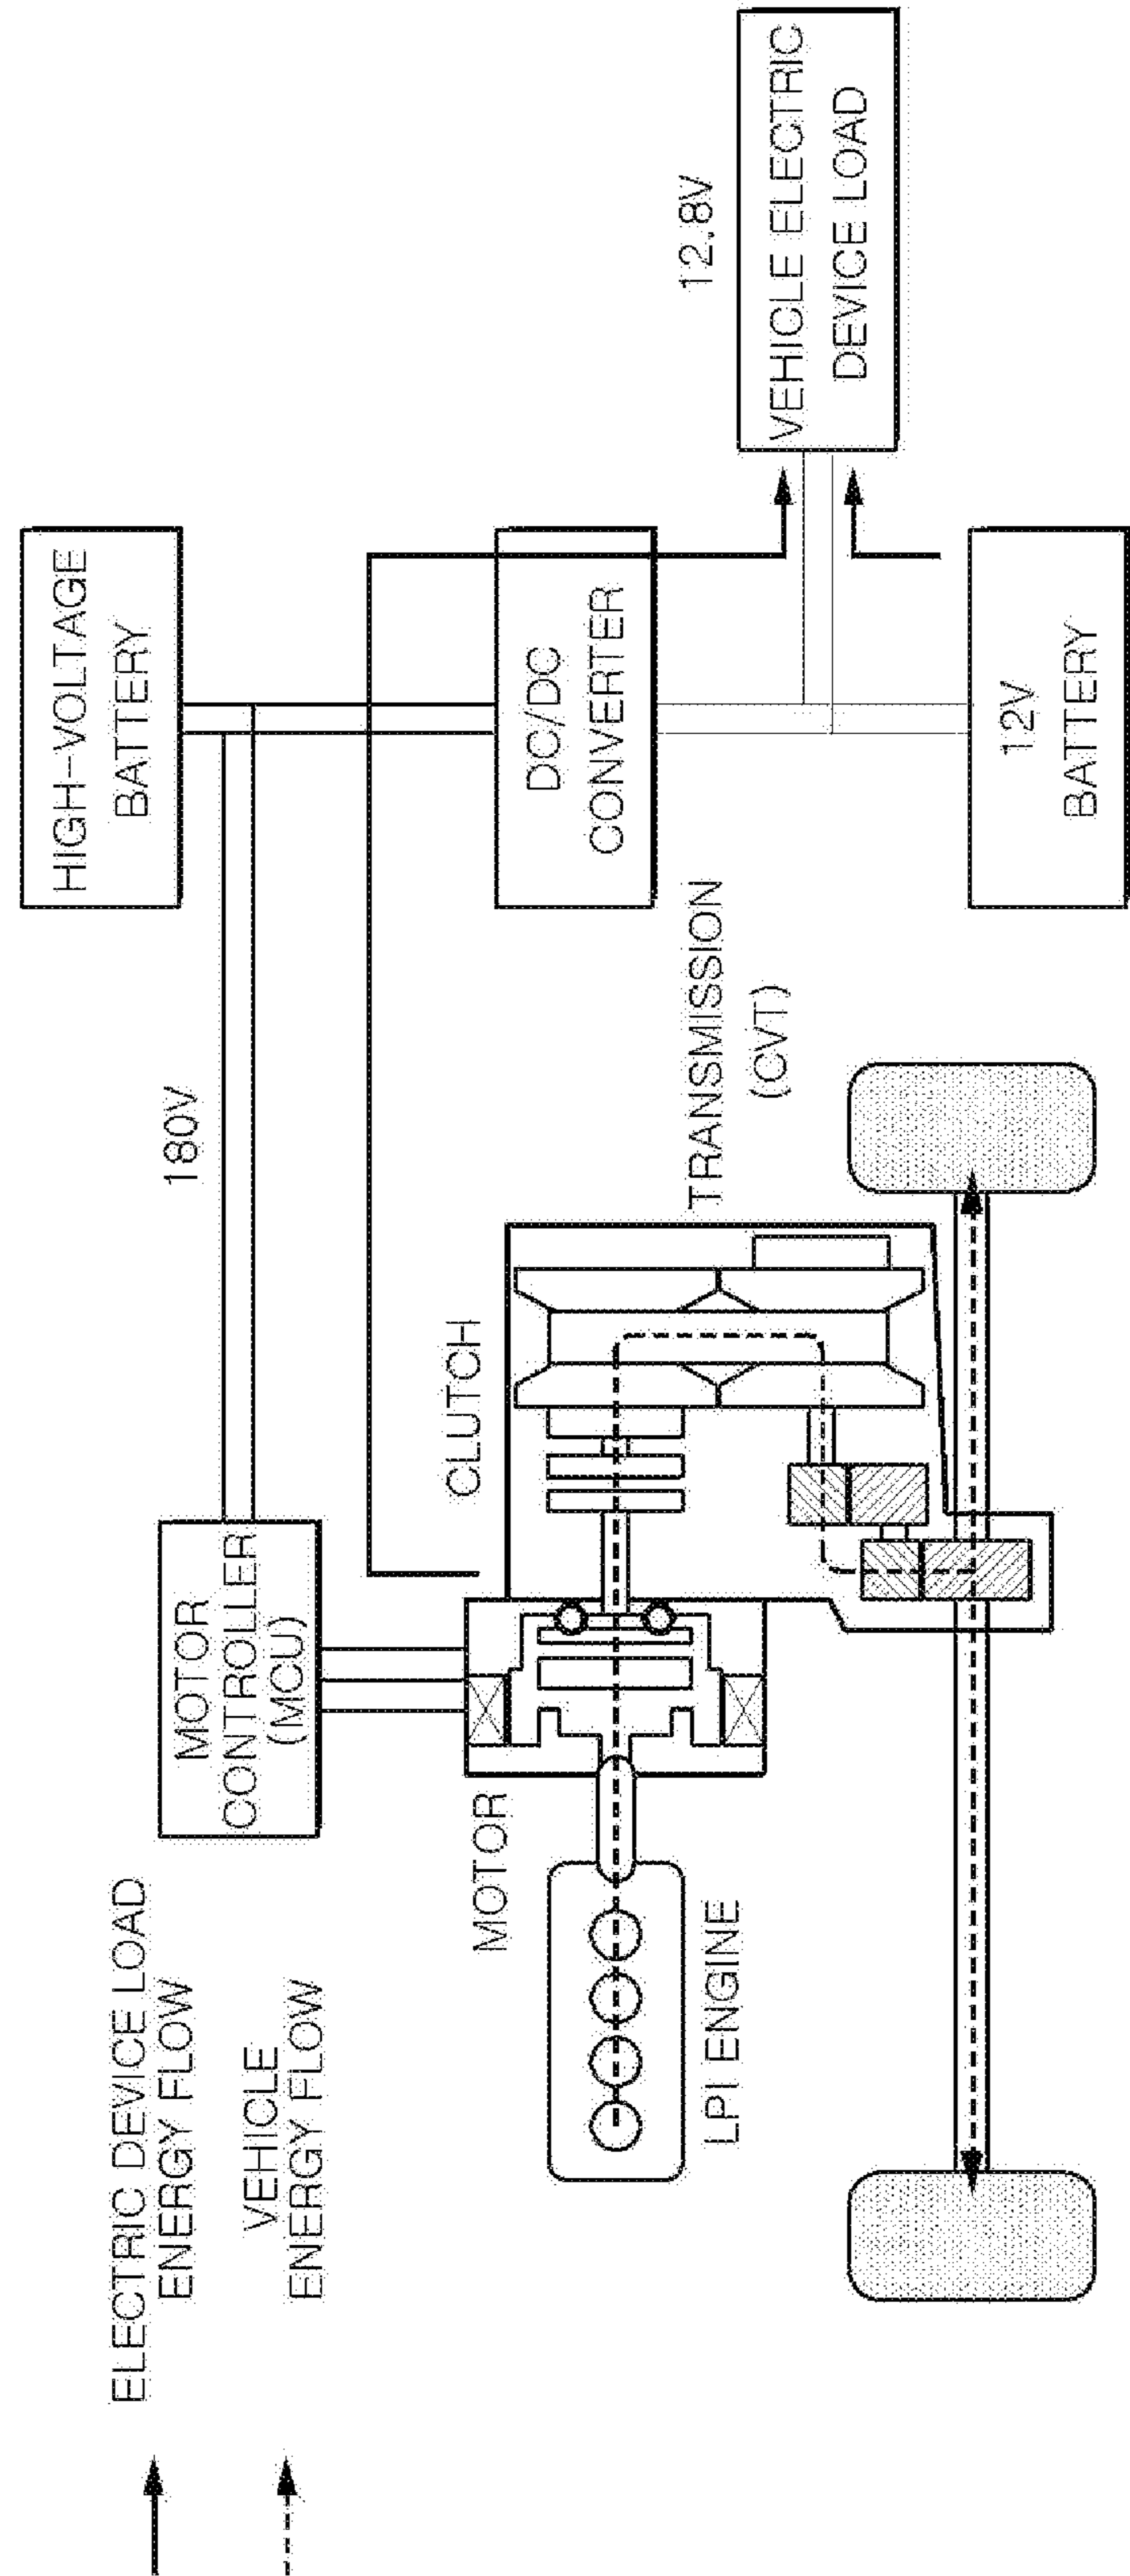 ELECTRIC DEVICE LOAD
ENERGY FLOW
VEHICLE
ENERGY FLOW
MOTOR
CONTROLLER
(MCU)
180V
HIGH-VOLTAGE
BATTERY
MOTOR
CLUTCH
DC/DC
CONVERTER
12.8V
VEHICLE ELECTRIC
DEVICE LOAD
LPI ENGINE
TRANSMISSION
(CVT)
12V
BATTERY